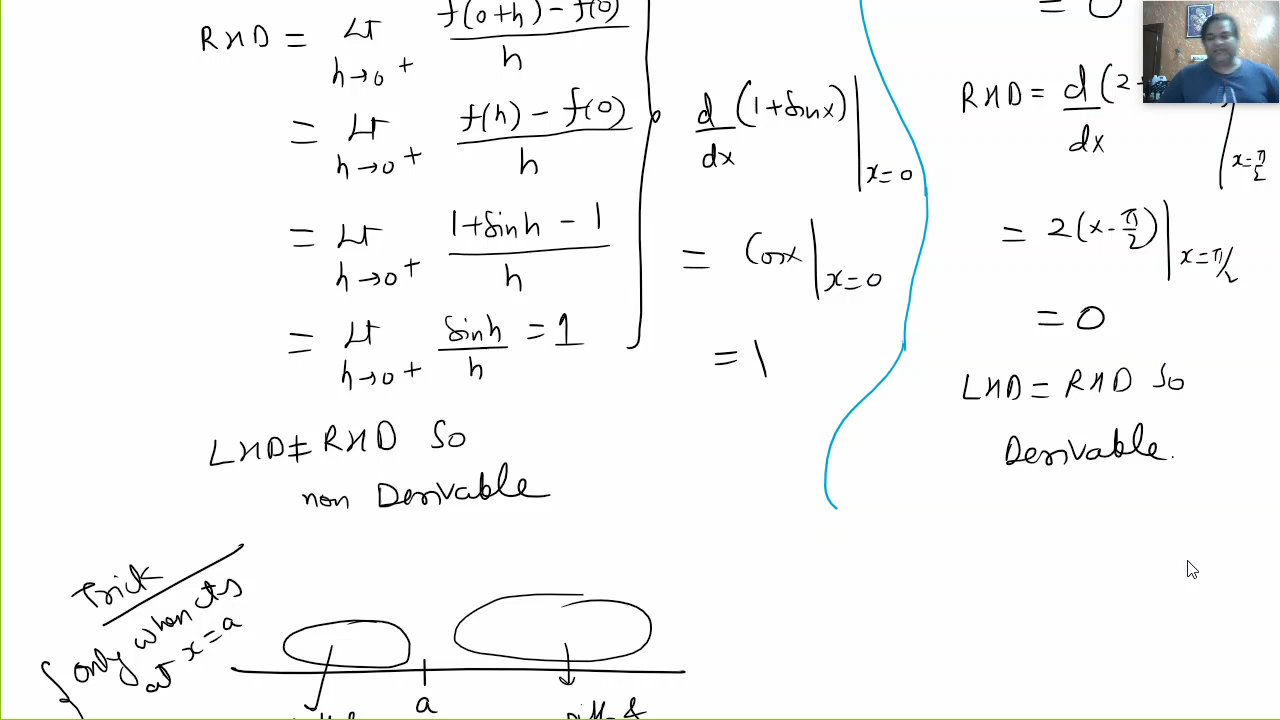 RHD = Lt h→0+ f(0+h) - f(0) / h
= Lt h→0+ f(h) - f(0) / h
= Lt h→0+ 1+sinh - 1 / h
= Lt h→0+ sinh / h = 1
LHD ≠ RHD So
non Derivable
d/dx (1+sinx) | x=0
= Cosx | x=0
= 1
= 0
RHD = d/dx (2+ | x=π/2
= 2(x-π/2) | x=π/2
= 0
LHD = RHD So
Derivable.
Trick
only when cts
at x=a
a